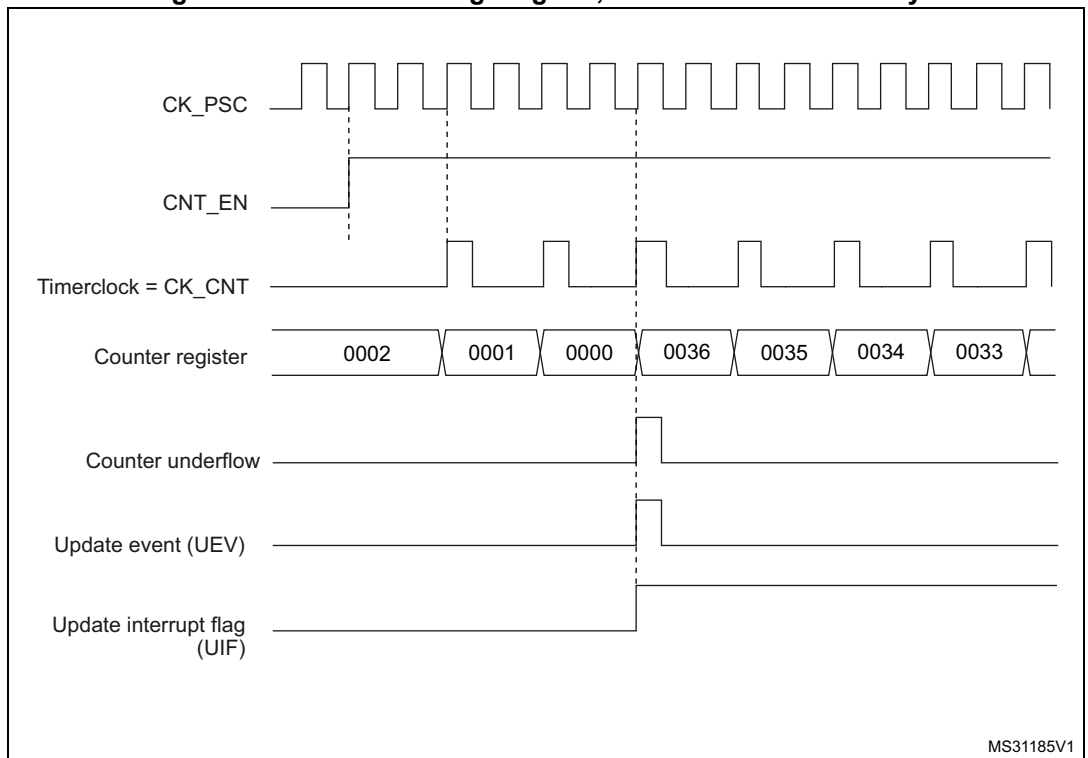 CK_PSC
CNT_EN
Timerclock = CK_CNT
Counter register
0002 0001 0000 0036 0035 0034 0033
Counter underflow
Update event (UEV)
Update interrupt flag
(UIF)
MS31185V1